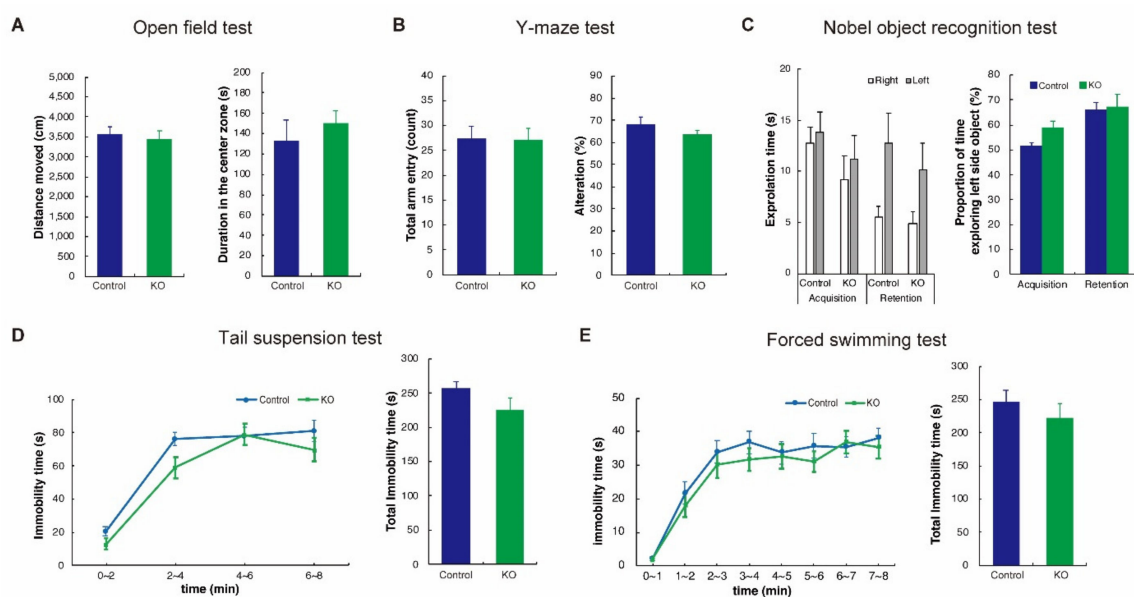 A
Open field test
Distance moved (cm)
5,000
4,500
4,000
3,500
3,000
2,500
2,000
1,500
1,000
500
0
Control
KO
Duration in the center zone (s)
200
180
160
140
120
100
80
60
40
20
0
Control
KO
B
Y-maze test
Total arm entry (count)
40
35
30
25
20
15
10
5
0
Control
KO
Alteration (%)
90
80
70
60
50
40
30
20
10
0
Control
KO
C
Nobel object recognition test
Exprolation time (s)
20
15
10
5
0
Right
Left
Control
KO
Control
KO
Acquisition
Retention
Proportion of time
exploring left side object (%)
80
70
60
50
40
30
20
10
0
Control
KO
Acquisition
Retention
D
Tail suspension test
Immobility time (s)
100
80
60
40
20
0
Control
KO
0~2
2~4
4~6
6~8
time (min)
Total Immobility time (s)
300
250
200
150
100
50
0
Control
KO
E
Forced swimming test
immobility time (s)
50
40
30
20
10
0
Control
KO
0~1
1~2
2~3
3~4
4~5
5~6
6~7
7~8
time (min)
Total Immobility time (s)
300
250
200
150
100
50
0
Control
KO